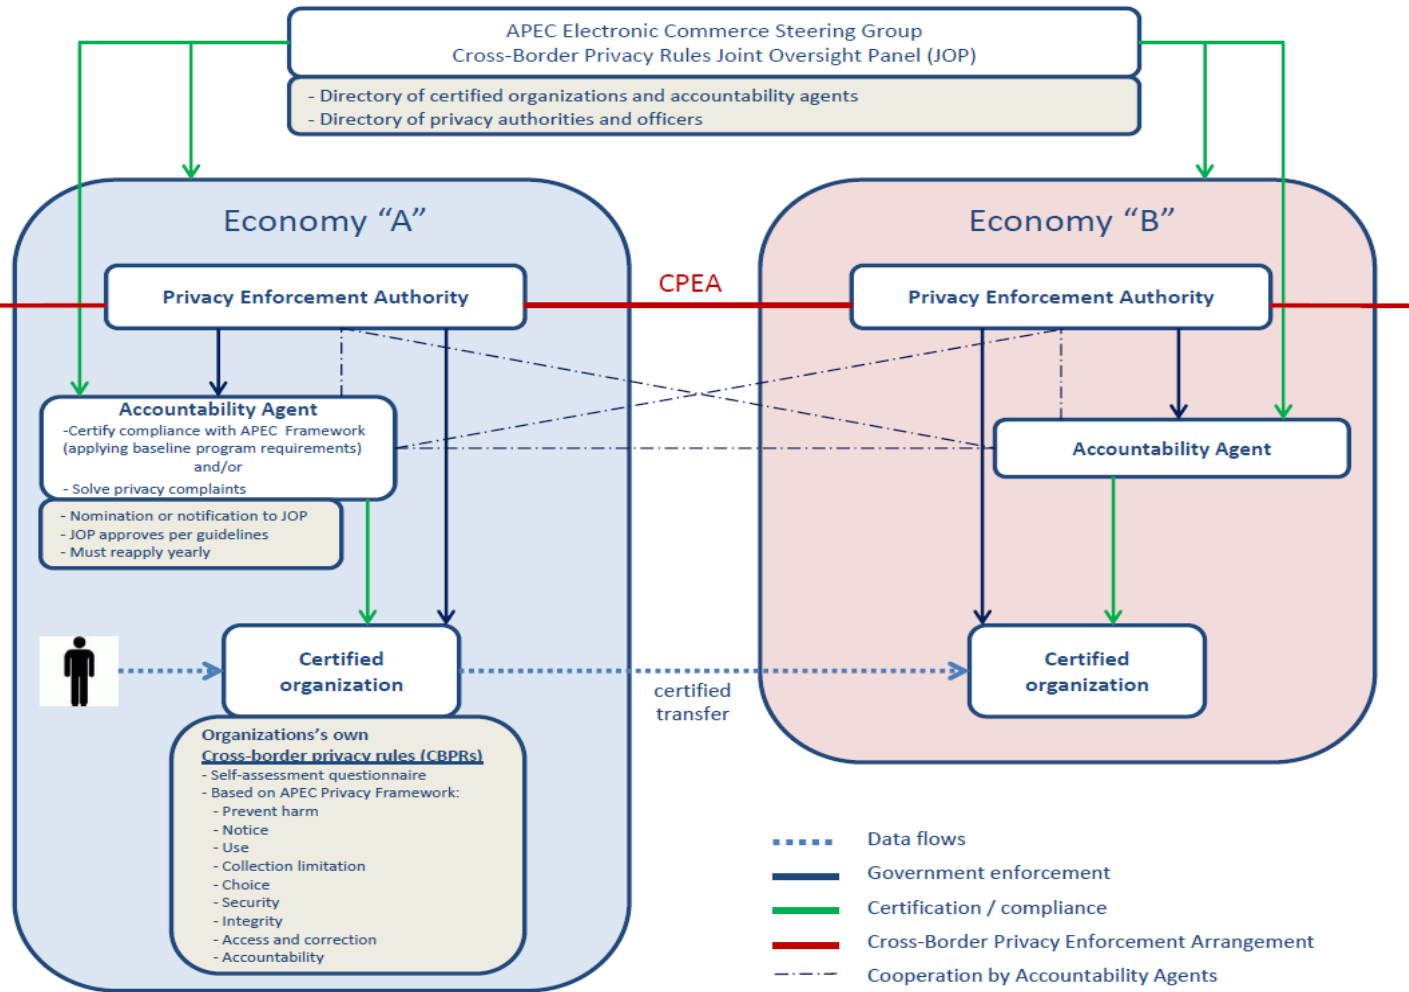 APEC Electronic Commerce Steering Group
Cross-Border Privacy Rules Joint Oversight Panel (JOP)
- Directory of certified organizations and accountability agents
- Directory of privacy authorities and officers
Economy “A”
Economy “B”
Privacy Enforcement Authority
CPEA
Privacy Enforcement Authority
Accountability Agent
-Certify compliance with APEC Framework
(applying baseline program requirements)
and/or
- Solve privacy complaints
- Nomination or notification to JOP
- JOP approves per guidelines
- Must reapply yearly
Accountability Agent
Certified
organization
certified
transfer
Certified
organization
Organizations's own
Cross-border privacy rules (CBPRs)
- Self-assessment questionnaire
- Based on APEC Privacy Framework:
- Prevent harm
- Notice
- Use
- Collection limitation
- Choice
- Security
- Integrity
- Access and correction
- Accountability
Data flows
Government enforcement
Certification / compliance
Cross-Border Privacy Enforcement Arrangement
Cooperation by Accountability Agents